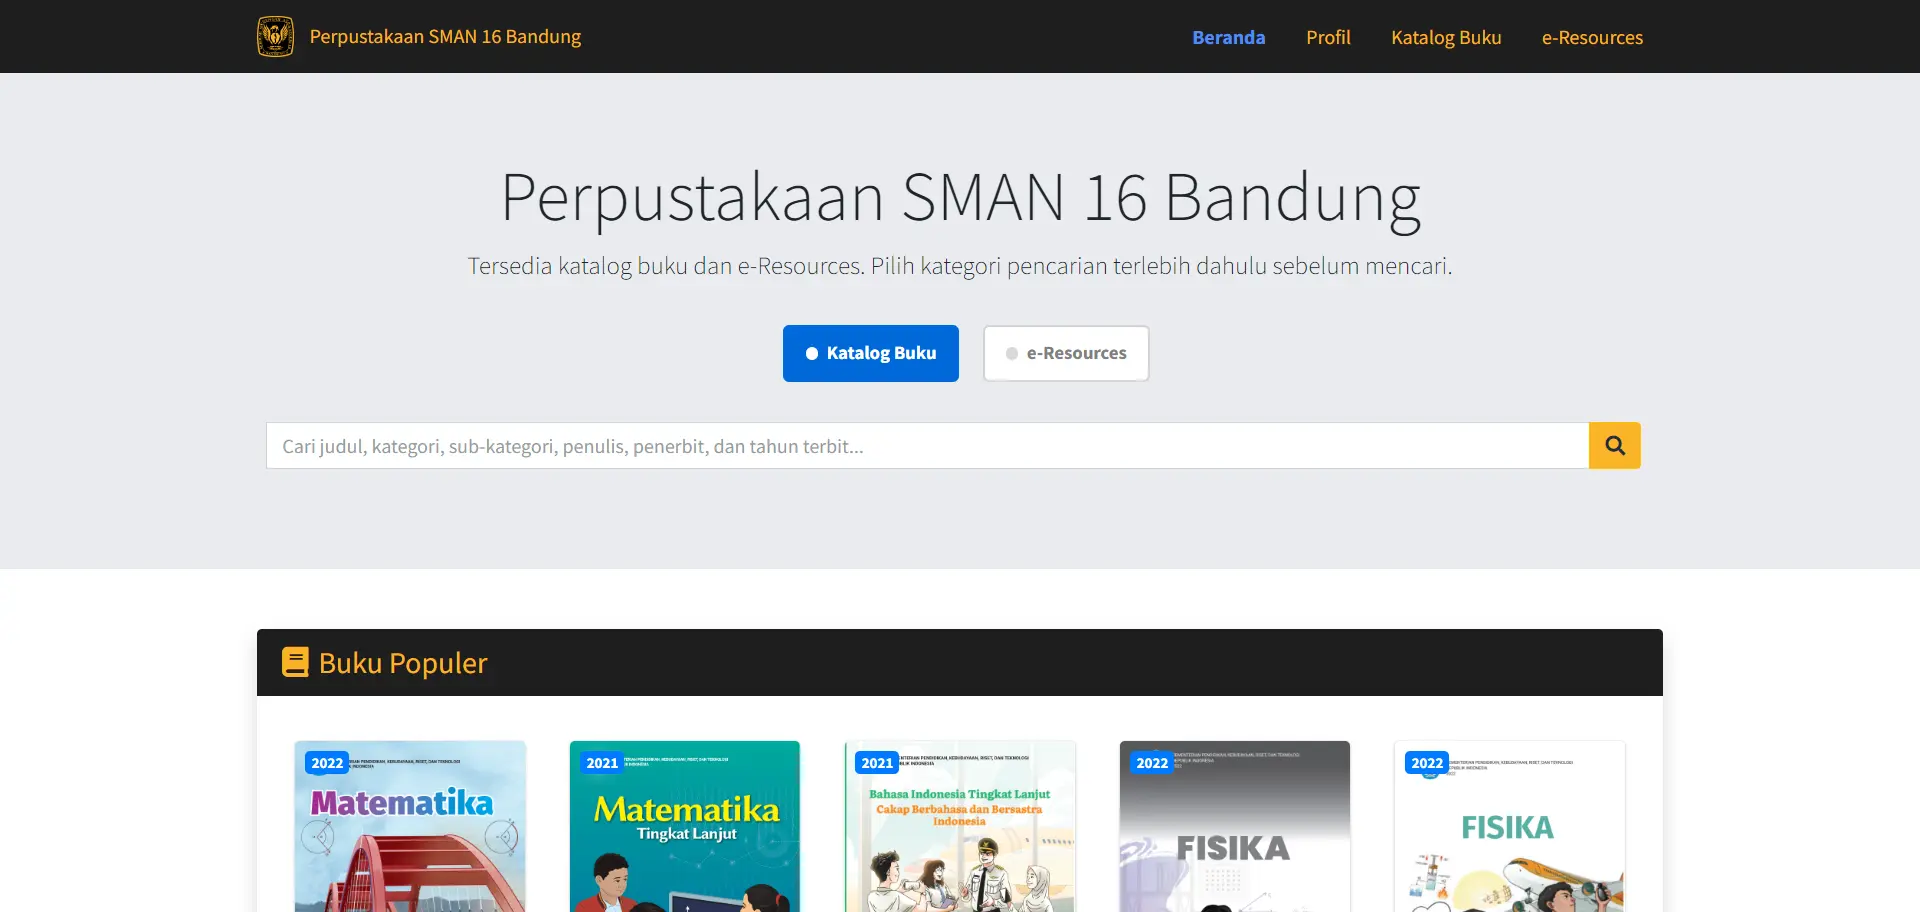 Perpustakaan SMAN 16 Bandung
Beranda
Profil
Katalog Buku
e-Resources
Perpustakaan SMAN 16 Bandung
Tersedia katalog buku dan e-Resources. Pilih kategori pencarian terlebih dahulu sebelum mencari.
Katalog Buku
e-Resources
Cari judul, kategori, sub-kategori, penulis, penerbit, dan tahun terbit...
Buku Populer
2022
Matematika
2021
Matematika
Tingkat Lanjut
2021
Bahasa Indonesia Tingkat Lanjut
Cakap Berbahasa dan Bersastra
Indonesia
2022
FISIKA
2022
FISIKA